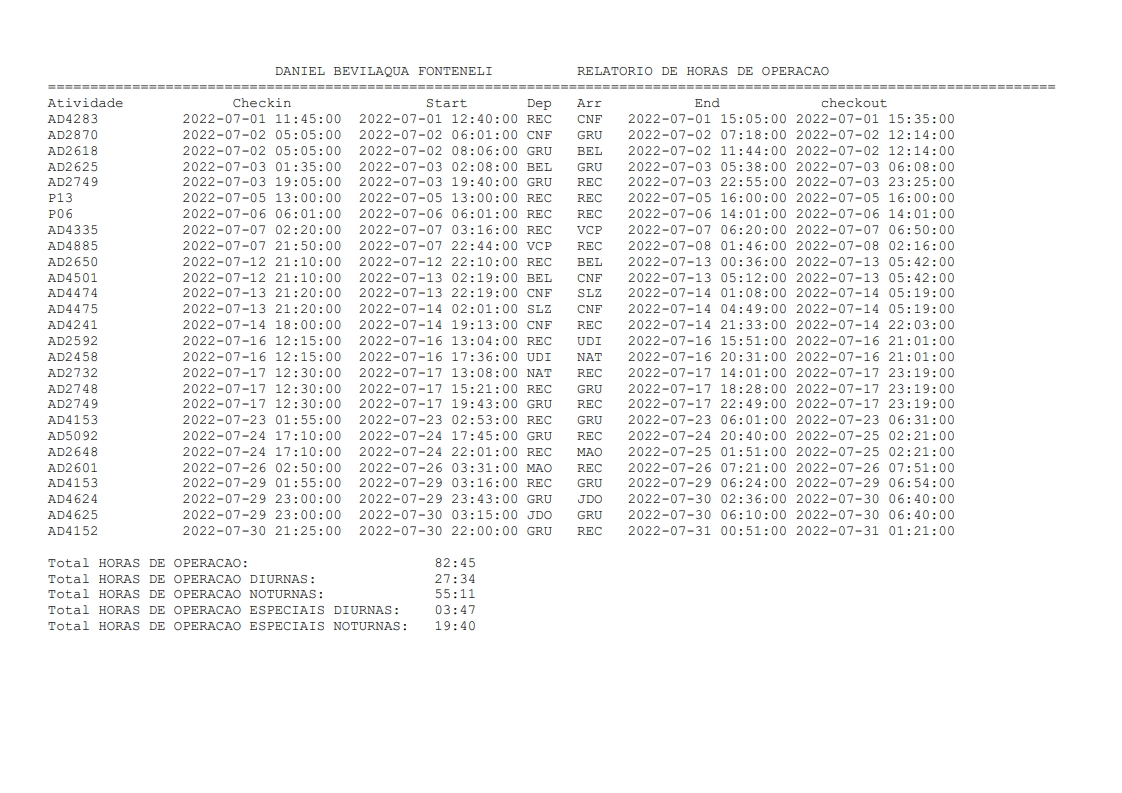 DANIEL BEVILAQUA FONTENELI          RELATORIO DE HORAS DE OPERACAO
========================================================================================================================
Atividade             Checkin                Start       Dep   Arr           End            checkout
AD4283          2022-07-01 11:45:00  2022-07-01 12:40:00 REC   CNF   2022-07-01 15:05:00 2022-07-01 15:35:00
AD2870          2022-07-02 05:05:00  2022-07-02 06:01:00 CNF   GRU   2022-07-02 07:18:00 2022-07-02 12:14:00
AD2618          2022-07-02 05:05:00  2022-07-02 08:06:00 GRU   BEL   2022-07-02 11:44:00 2022-07-02 12:14:00
AD2625          2022-07-03 01:35:00  2022-07-03 02:08:00 BEL   GRU   2022-07-03 05:38:00 2022-07-03 06:08:00
AD2749          2022-07-03 19:05:00  2022-07-03 19:40:00 GRU   REC   2022-07-03 22:55:00 2022-07-03 23:25:00
P13             2022-07-05 13:00:00  2022-07-05 13:00:00 REC   REC   2022-07-05 16:00:00 2022-07-05 16:00:00
P06             2022-07-06 06:01:00  2022-07-06 06:01:00 REC   REC   2022-07-06 14:01:00 2022-07-06 14:01:00
AD4335          2022-07-07 02:20:00  2022-07-07 03:16:00 REC   VCP   2022-07-07 06:20:00 2022-07-07 06:50:00
AD4885          2022-07-07 21:50:00  2022-07-07 22:44:00 VCP   REC   2022-07-08 01:46:00 2022-07-08 02:16:00
AD2650          2022-07-12 21:10:00  2022-07-12 22:10:00 REC   BEL   2022-07-13 00:36:00 2022-07-13 05:42:00
AD4501          2022-07-12 21:10:00  2022-07-13 02:19:00 BEL   CNF   2022-07-13 05:12:00 2022-07-13 05:42:00
AD4474          2022-07-13 21:20:00  2022-07-13 22:19:00 CNF   SLZ   2022-07-14 01:08:00 2022-07-14 05:19:00
AD4475          2022-07-13 21:20:00  2022-07-14 02:01:00 SLZ   CNF   2022-07-14 04:49:00 2022-07-14 05:19:00
AD4241          2022-07-14 18:00:00  2022-07-14 19:13:00 CNF   REC   2022-07-14 21:33:00 2022-07-14 22:03:00
AD2592          2022-07-16 12:15:00  2022-07-16 13:04:00 REC   UDI   2022-07-16 15:51:00 2022-07-16 21:01:00
AD2458          2022-07-16 12:15:00  2022-07-16 17:36:00 UDI   NAT   2022-07-16 20:31:00 2022-07-16 21:01:00
AD2732          2022-07-17 12:30:00  2022-07-17 13:08:00 NAT   REC   2022-07-17 14:01:00 2022-07-17 23:19:00
AD2748          2022-07-17 12:30:00  2022-07-17 15:21:00 REC   GRU   2022-07-17 18:28:00 2022-07-17 23:19:00
AD2749          2022-07-17 12:30:00  2022-07-17 19:43:00 GRU   REC   2022-07-17 22:49:00 2022-07-17 23:19:00
AD4153          2022-07-23 01:55:00  2022-07-23 02:53:00 REC   GRU   2022-07-23 06:01:00 2022-07-23 06:31:00
AD5092          2022-07-24 17:10:00  2022-07-24 17:45:00 GRU   REC   2022-07-24 20:40:00 2022-07-25 02:21:00
AD2648          2022-07-24 17:10:00  2022-07-24 22:01:00 REC   MAO   2022-07-25 01:51:00 2022-07-25 02:21:00
AD2601          2022-07-26 02:50:00  2022-07-26 03:31:00 MAO   REC   2022-07-26 07:21:00 2022-07-26 07:51:00
AD4153          2022-07-29 01:55:00  2022-07-29 03:16:00 REC   GRU   2022-07-29 06:24:00 2022-07-29 06:54:00
AD4624          2022-07-29 23:00:00  2022-07-29 23:43:00 GRU   JDO   2022-07-30 02:36:00 2022-07-30 06:40:00
AD4625          2022-07-29 23:00:00  2022-07-30 03:15:00 JDO   GRU   2022-07-30 06:10:00 2022-07-30 06:40:00
AD4152          2022-07-30 21:25:00  2022-07-30 22:00:00 GRU   REC   2022-07-31 00:51:00 2022-07-31 01:21:00
Total HORAS DE OPERACAO:                      82:45
Total HORAS DE OPERACAO DIURNAS:              27:34
Total HORAS DE OPERACAO NOTURNAS:             55:11
Total HORAS DE OPERACAO ESPECIAIS DIURNAS:    03:47
Total HORAS DE OPERACAO ESPECIAIS NOTURNAS:   19:40